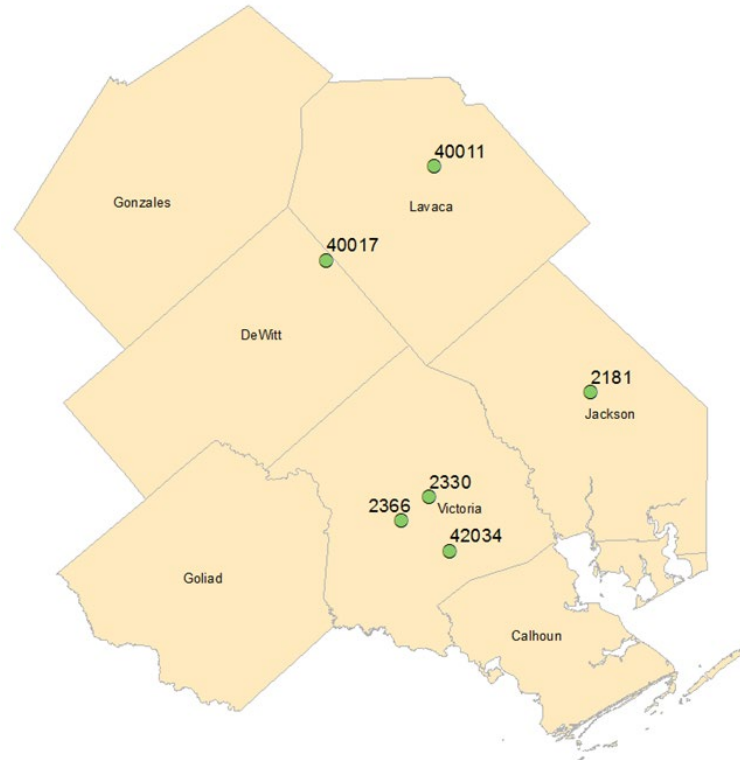 40011
Gonzales
Lavaca
40017
DeWitt
2181
Jackson
2330
2366
Victoria
42034
Goliad
Calhoun